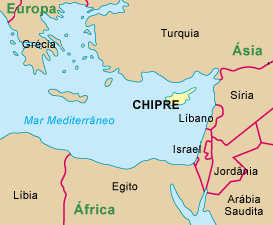 Europa
Grécia
Turquia
Ásia
CHIPRE
Síria
Mar Mediterrâneo
Líbano
Israel
Jordânia
Líbia
Egito
Arábia
Saudita
África